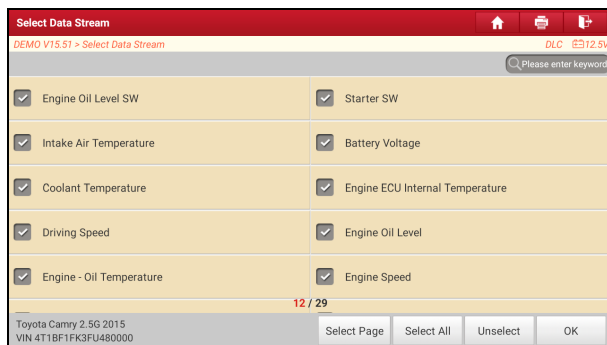 Select Data Stream
DEMO V15.51 > Select Data Stream
DLC 12.5V
Please enter keyword
Engine Oil Level SW
Starter SW
Intake Air Temperature
Battery Voltage
Coolant Temperature
Engine ECU Internal Temperature
Driving Speed
Engine Oil Level
Engine - Oil Temperature
Engine Speed
12 / 29
Toyota Camry 2.5G 2015
VIN 4T1BF1FK3FU480000
Select Page
Select All
Unselect
OK